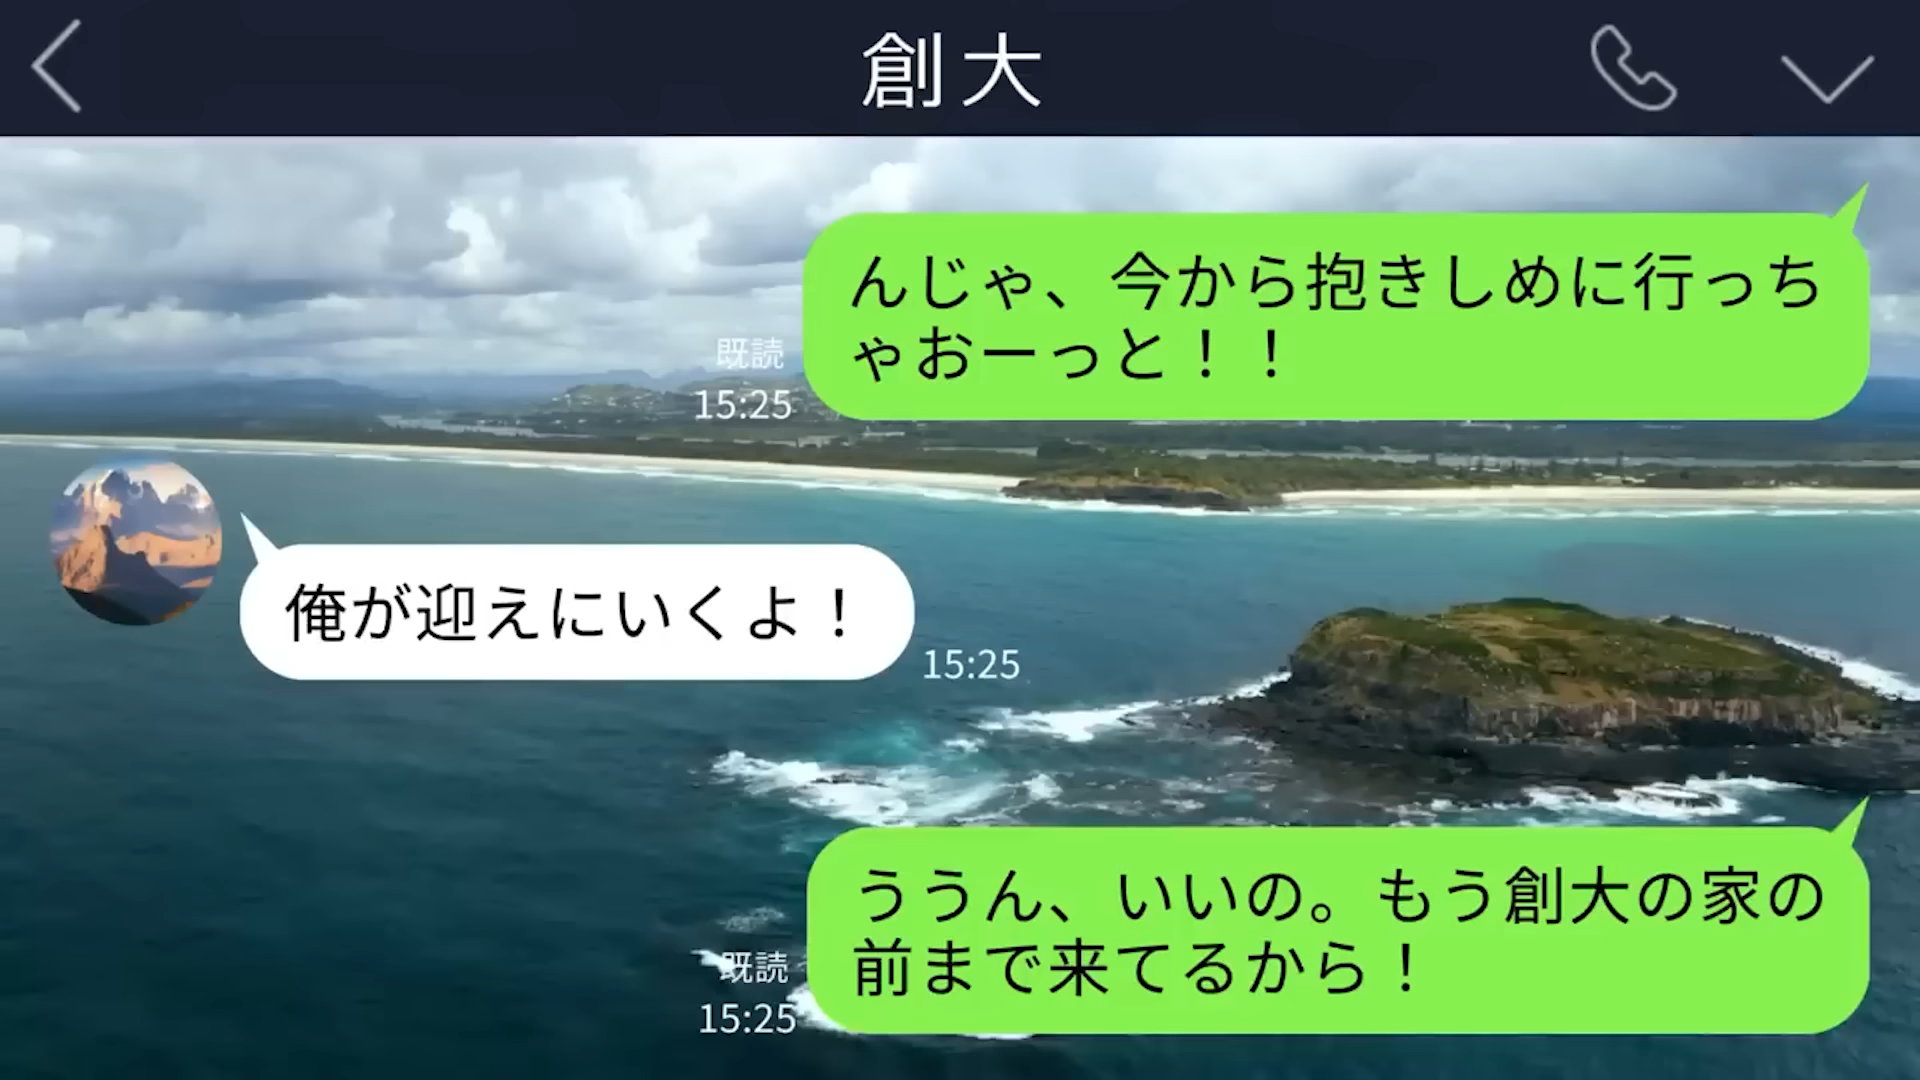 創大
んじゃ、今から抱きしめに行っち
ゃおーっと！！
既読
15:25
俺が迎えにいくよ！
15:25
ううん、いいの。もう創大の家の
前まで来てるから！
既読
15:25